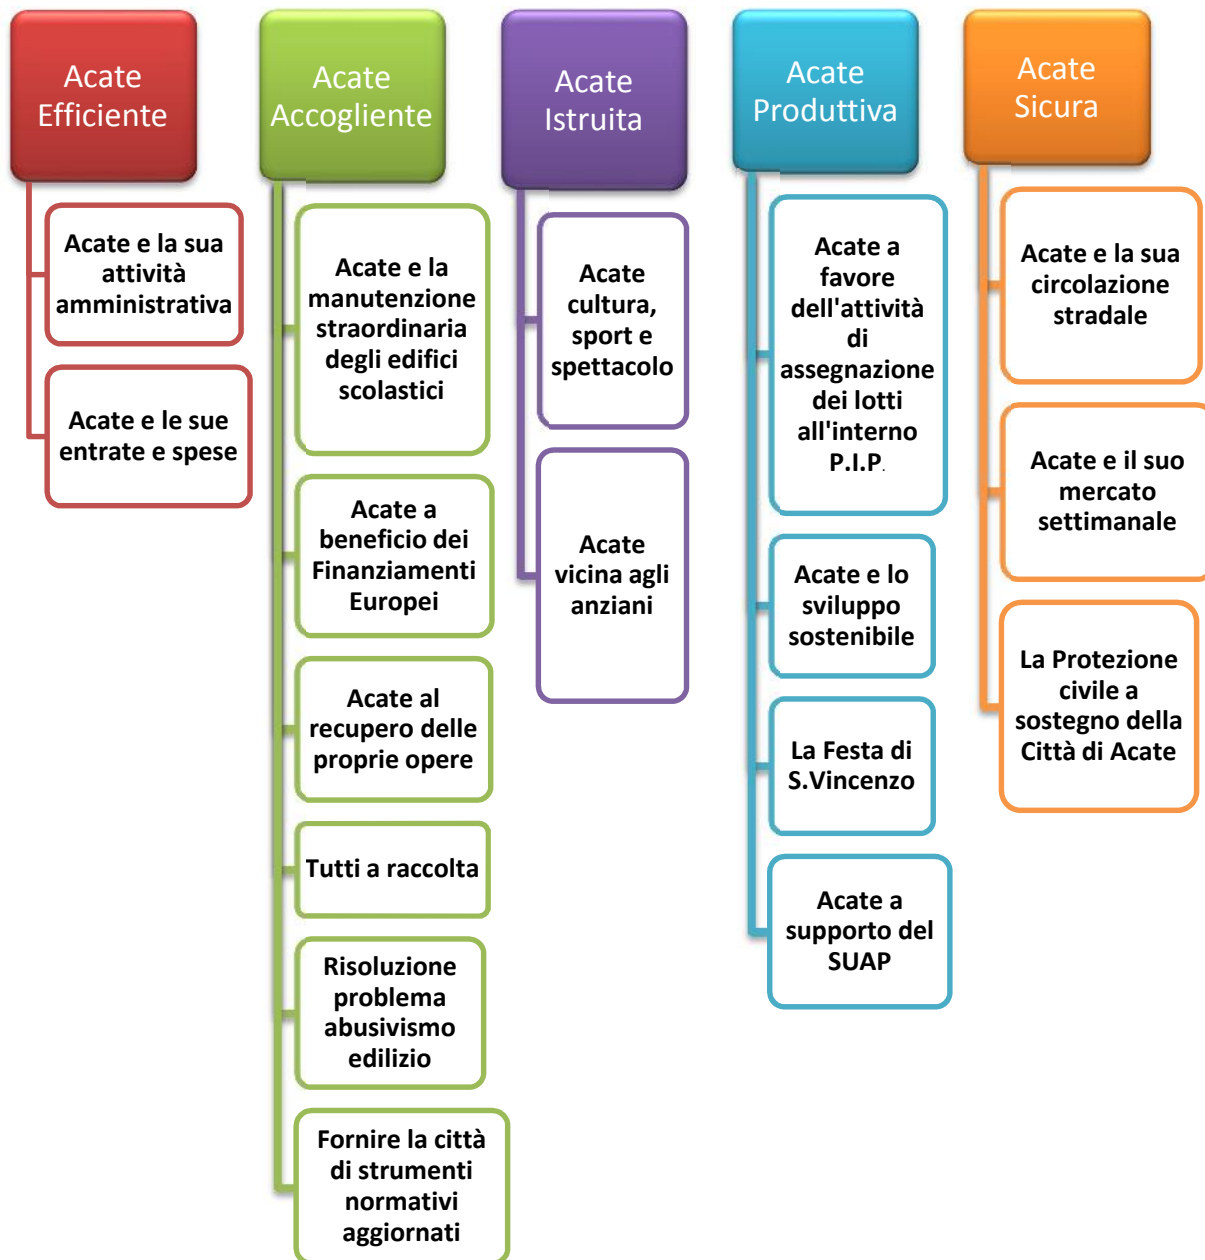 Acate
Efficiente
Acate e la sua
attività
amministrativa
Acate e le sue
entrate e spese
Acate
Accogliente
Acate e la
manutenzione
straordinaria
degli edifici
scolastici
Acate a
beneficio dei
Finanziamenti
Europei
Acate al
recupero delle
proprie opere
Tutti a raccolta
Risoluzione
problema
abusivismo
edilizio
Fornire la città
di strumenti
normativi
aggiornati
Acate
Istruita
Acate
cultura,
sport e
spettacolo
Acate
vicina agli
anziani
Acate
Produttiva
Acate a
favore
dell'attività
di
assegnazione
dei lotti
all'interno
P.I.P.
Acate e lo
sviluppo
sostenibile
La Festa di
S.Vincenzo
Acate a
supporto del
SUAP
Acate
Sicura
Acate e la sua
circolazione
stradale
Acate e il suo
mercato
settimanale
La Protezione
civile a
sostegno della
Città di Acate